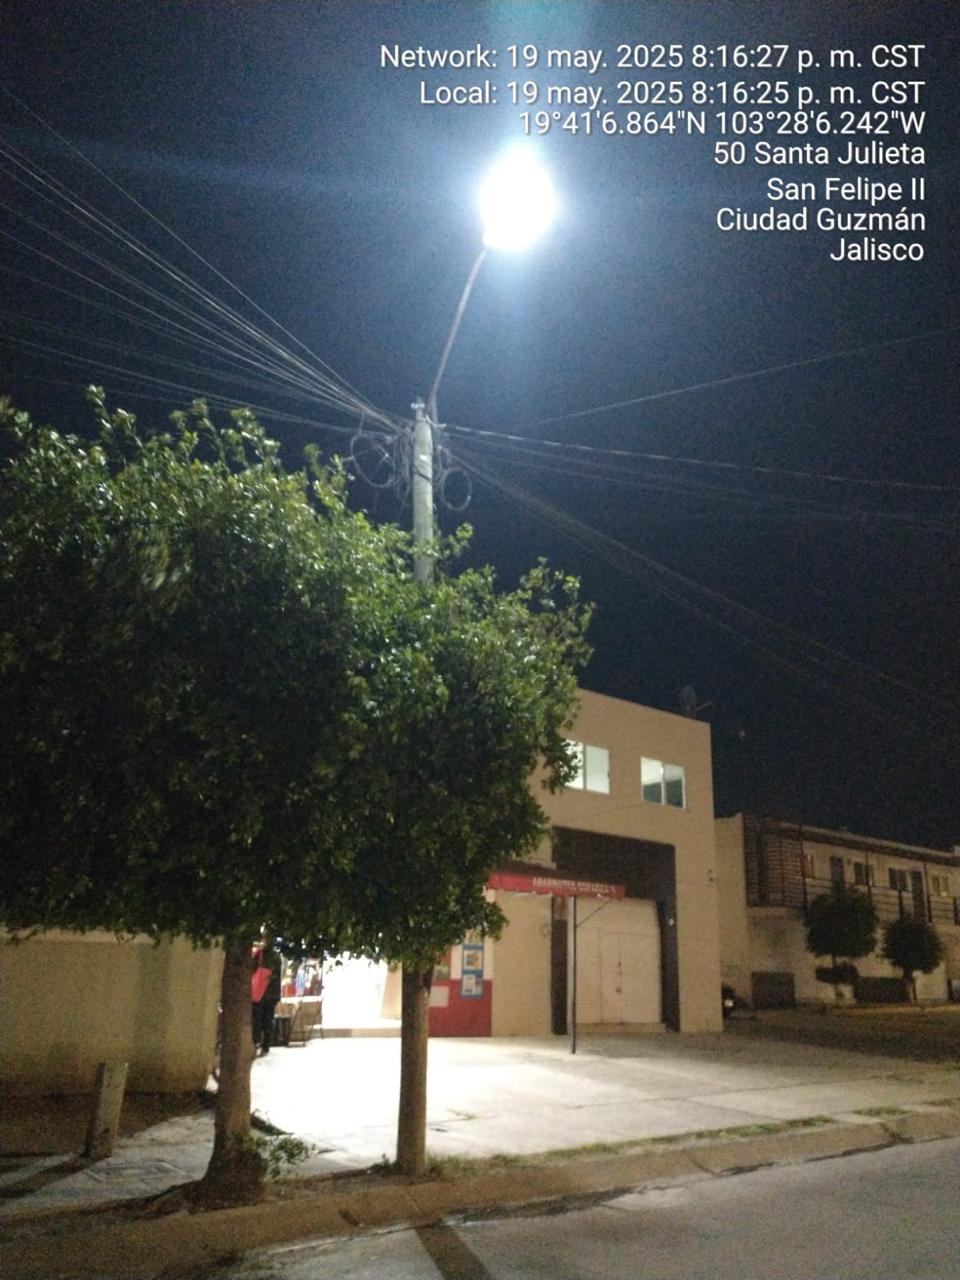 Network: 19 may. 2025 8:16:27 p. m. CST
Local: 19 may. 2025 8:16:25 p. m. CST
19°41'6.864"N 103°28'6.242"W
50 Santa Julieta
San Felipe II
Ciudad Guzmán
Jalisco
ABARROTES